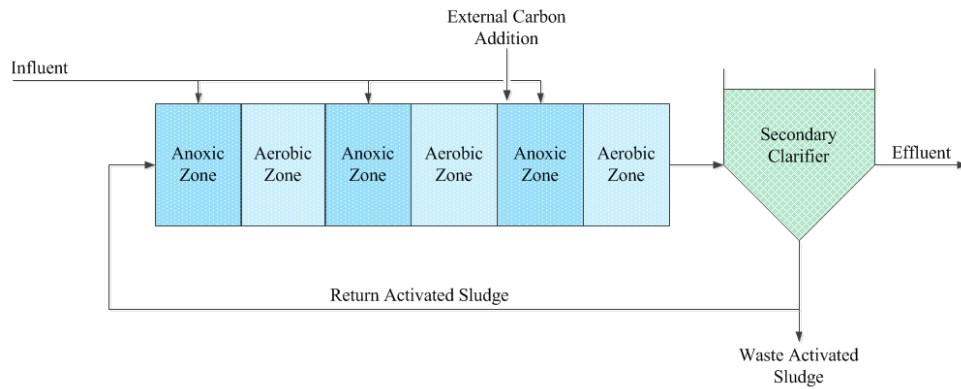 External Carbon
Addition
Influent
Anoxic
Zone
Aerobic
Zone
Anoxic
Zone
Aerobic
Zone
Anoxic
Zone
Aerobic
Zone
Secondary
Clarifier
Effluent
Return Activated Sludge
Waste Activated
Sludge